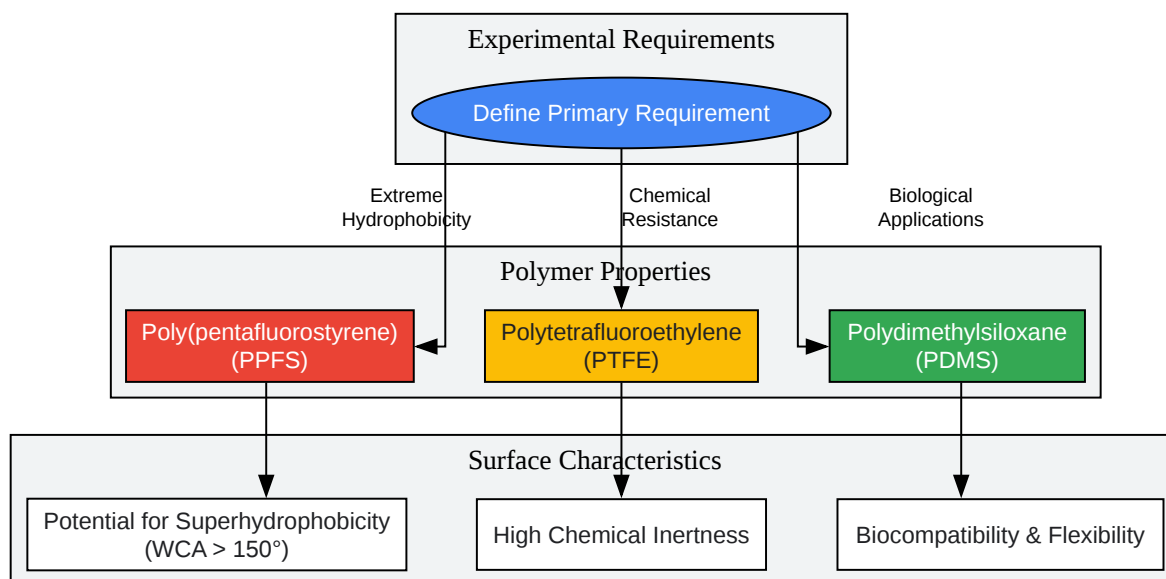 Experimental Requirements
Define Primary Requirement
Extreme
Hydrophobicity
Chemical
Resistance
Biological
Applications
Polymer Properties
Poly(pentafluorostyrene)
(PPFS)
Polytetrafluoroethylene
(PTFE)
Polydimethylsiloxane
(PDMS)
Surface Characteristics
Potential for Superhydrophobicity
(WCA > 150°)
High Chemical Inertness
Biocompatibility & Flexibility